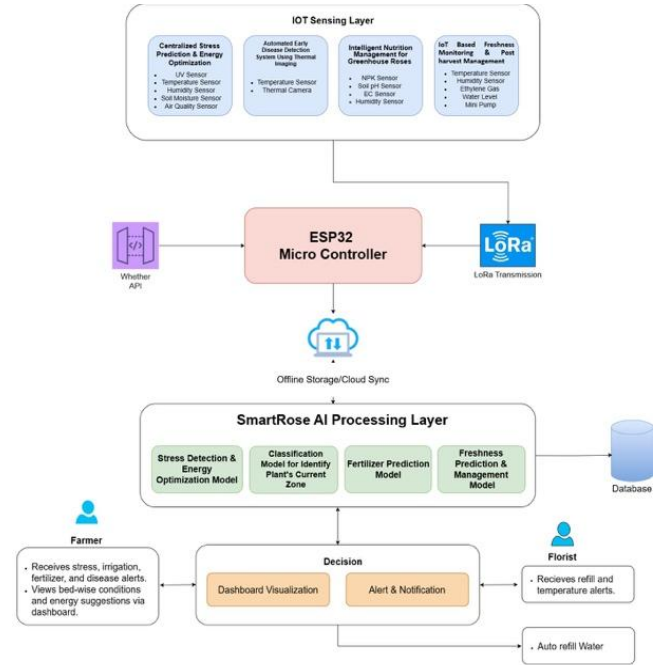 IOT Sensing Layer
Centralized Stress
Prediction & Energy
Optimization
• UV Sensor
• Temperature Sensor
• Humidity Sensor
• Soil Moisture Sensor
• Air Quality Sensor
Automated Early
Disease Detection
System Using Thermal
Imaging
• Temperature Sensor
• Thermal Camera
Intelligent Nutrition
Management for
Greenhouse Roses
• NPK Sensor
• Soil pH Sensor
• EC Sensor
• Humidity Sensor
IoT Based Freshness
Monitoring & Post
harvest Management
• Temperature Sensor
• Humidity Sensor
• Ethylene Gas
• Water Level
• Mini Pump
Whether
API
ESP32
Micro Controller
LoRa
LoRa Transmission
Offline Storage/Cloud Sync
SmartRose AI Processing Layer
Stress Detection &
Energy
Optimization Model
Classification
Model for Identify
Plant's Current
Zone
Fertilizer Prediction
Model
Freshness
Prediction &
Management
Model
Database
Farmer
• Receives stress, irrigation,
fertilizer, and disease alerts.
• Views bed-wise conditions
and energy suggestions via
dashboard.
Decision
Dashboard Visualization
Alert & Notification
Florist
• Recieves refill and
temperature alerts.
• Auto refill Water